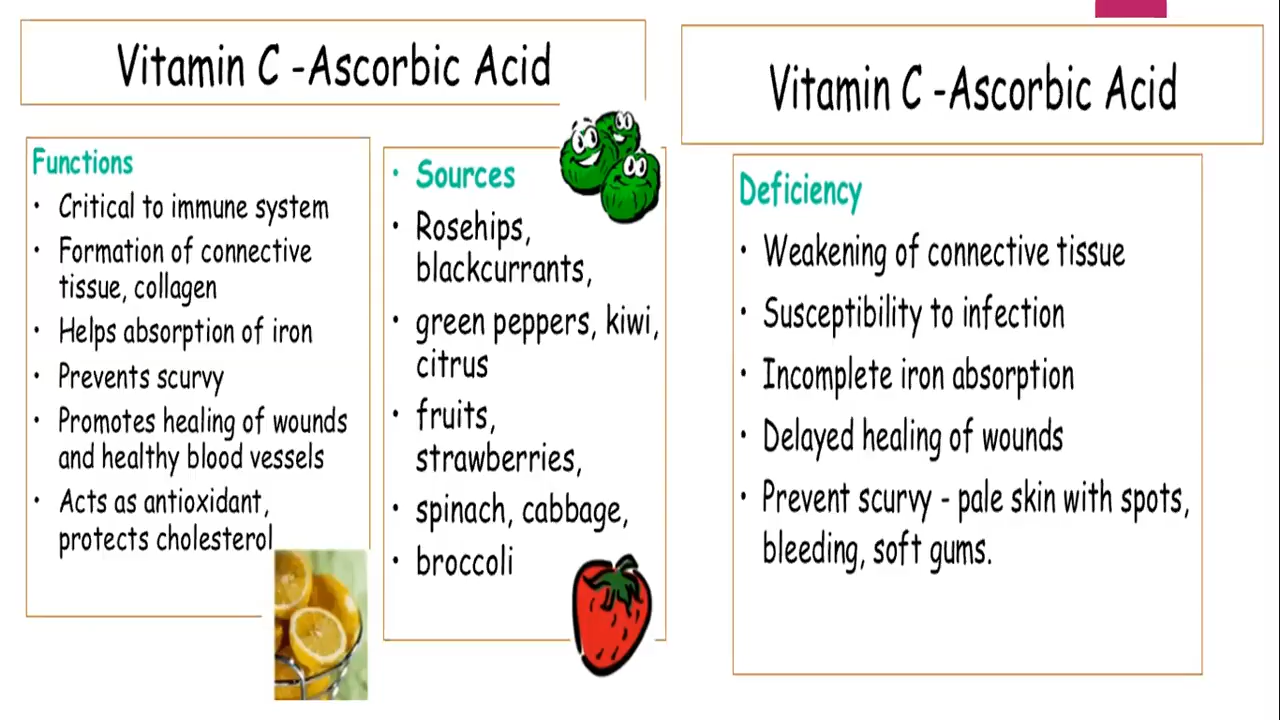 Vitamin C -Ascorbic Acid
Functions
• Critical to immune system
• Formation of connective
tissue, collagen
• Helps absorption of iron
• Prevents scurvy
• Promotes healing of wounds
and healthy blood vessels
• Acts as antioxidant,
protects cholesterol
• Sources
• Rosehips,
blackcurrants,
• green peppers, kiwi,
citrus
• fruits,
strawberries,
• spinach, cabbage,
• broccoli
Vitamin C -Ascorbic Acid
Deficiency
• Weakening of connective tissue
• Susceptibility to infection
• Incomplete iron absorption
• Delayed healing of wounds
• Prevent scurvy - pale skin with spots,
bleeding, soft gums.